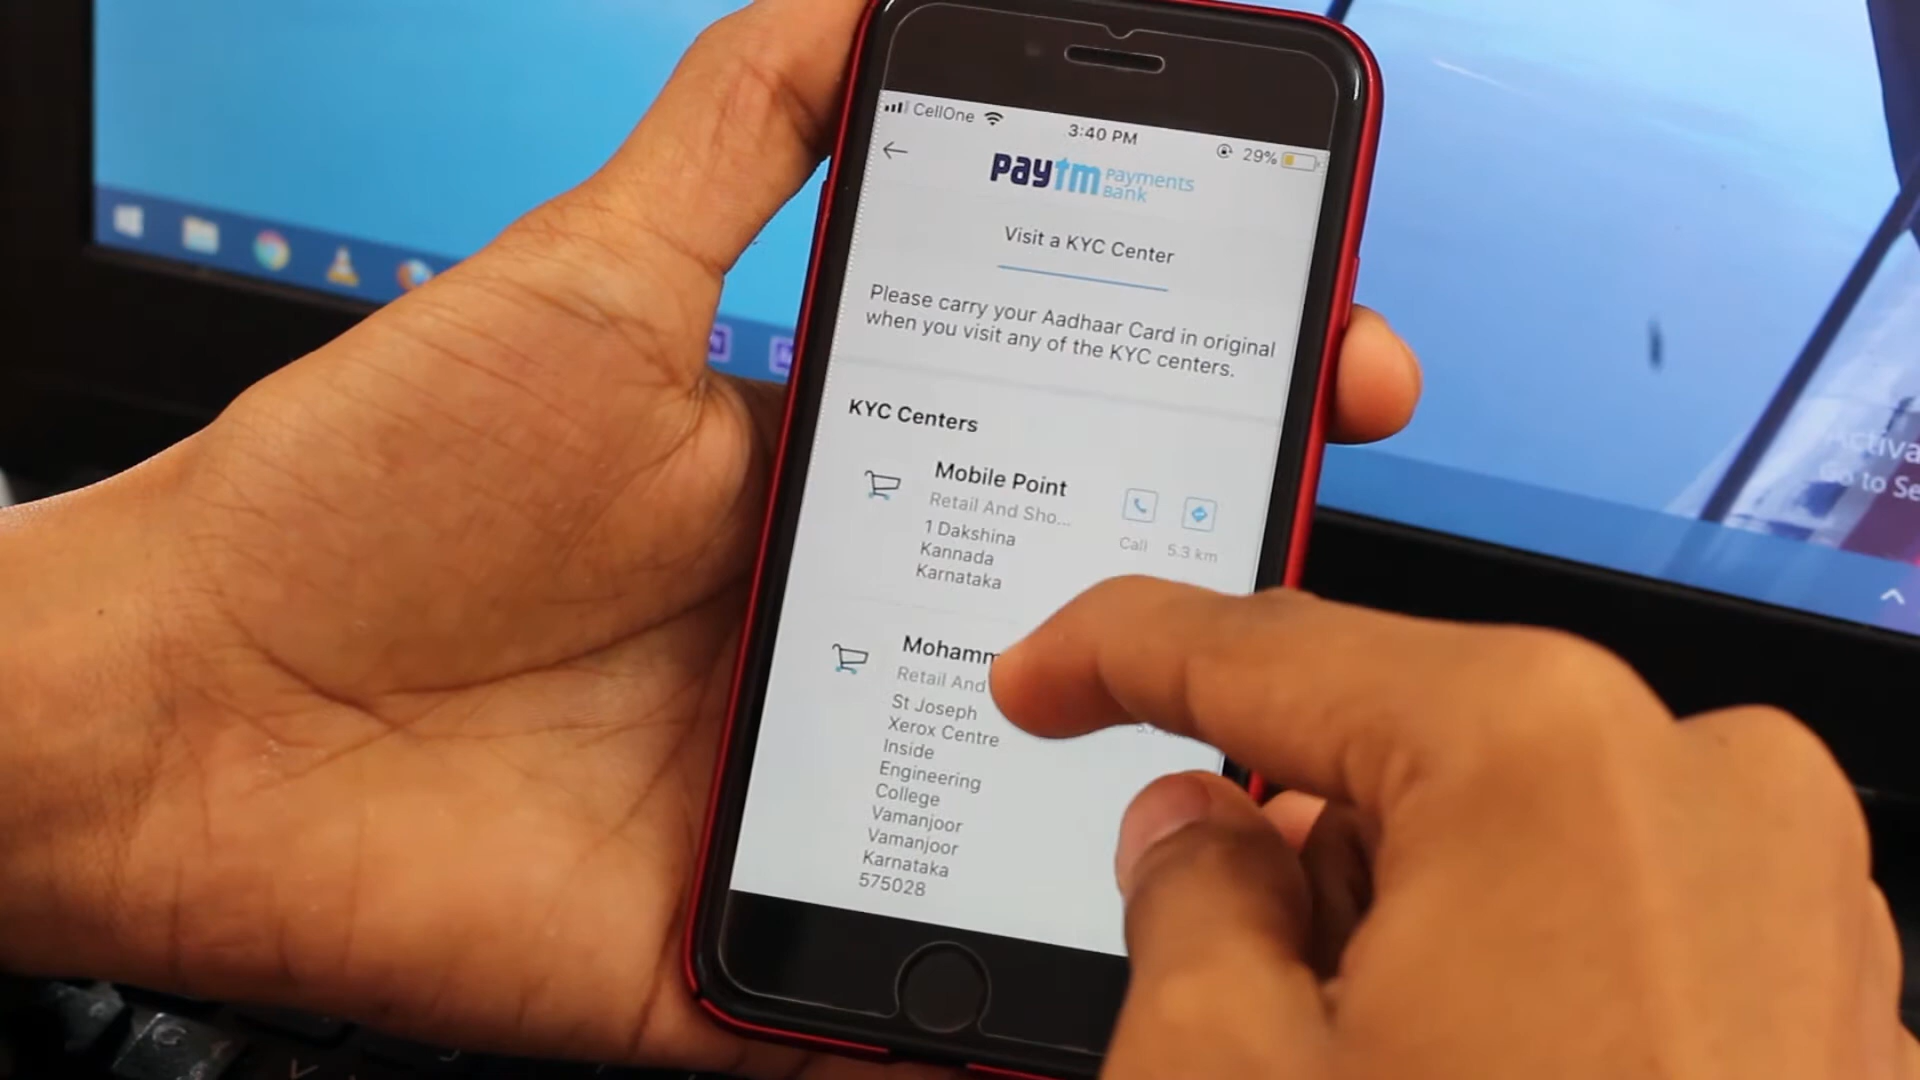 CellOne
3:40 PM
29%
paytm Payments Bank
Visit a KYC Center
Please carry your Aadhaar Card in original
when you visit any of the KYC centers.
KYC Centers
Mobile Point
Retail And Sho...
1 Dakshina
Kannada
Karnataka
Call
5.3 km
Retail And
St Joseph
Xerox Centre
Inside
Engineering
College
Vamanjoor
Vamanjoor
Karnataka
575028
Go to